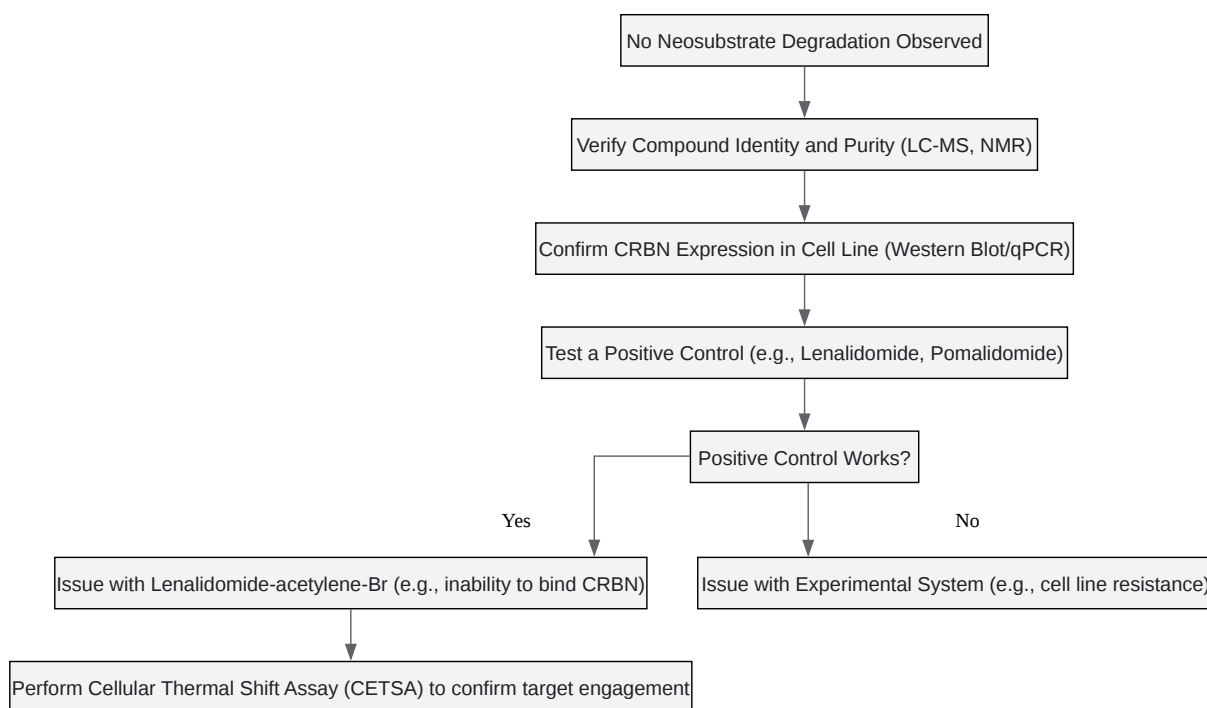 No Neosubstrate Degradation Observed
Verify Compound Identity and Purity (LC-MS, NMR)
Confirm CRBN Expression in Cell Line (Western Blot/qPCR)
Test a Positive Control (e.g., Lenalidomide, Pomalidomide)
Positive Control Works?
Yes
No
Issue with Lenalidomide-acetylene-Br (e.g., inability to bind CRBN)
Issue with Experimental System (e.g., cell line resistance)
Perform Cellular Thermal Shift Assay (CETSA) to confirm target engagement